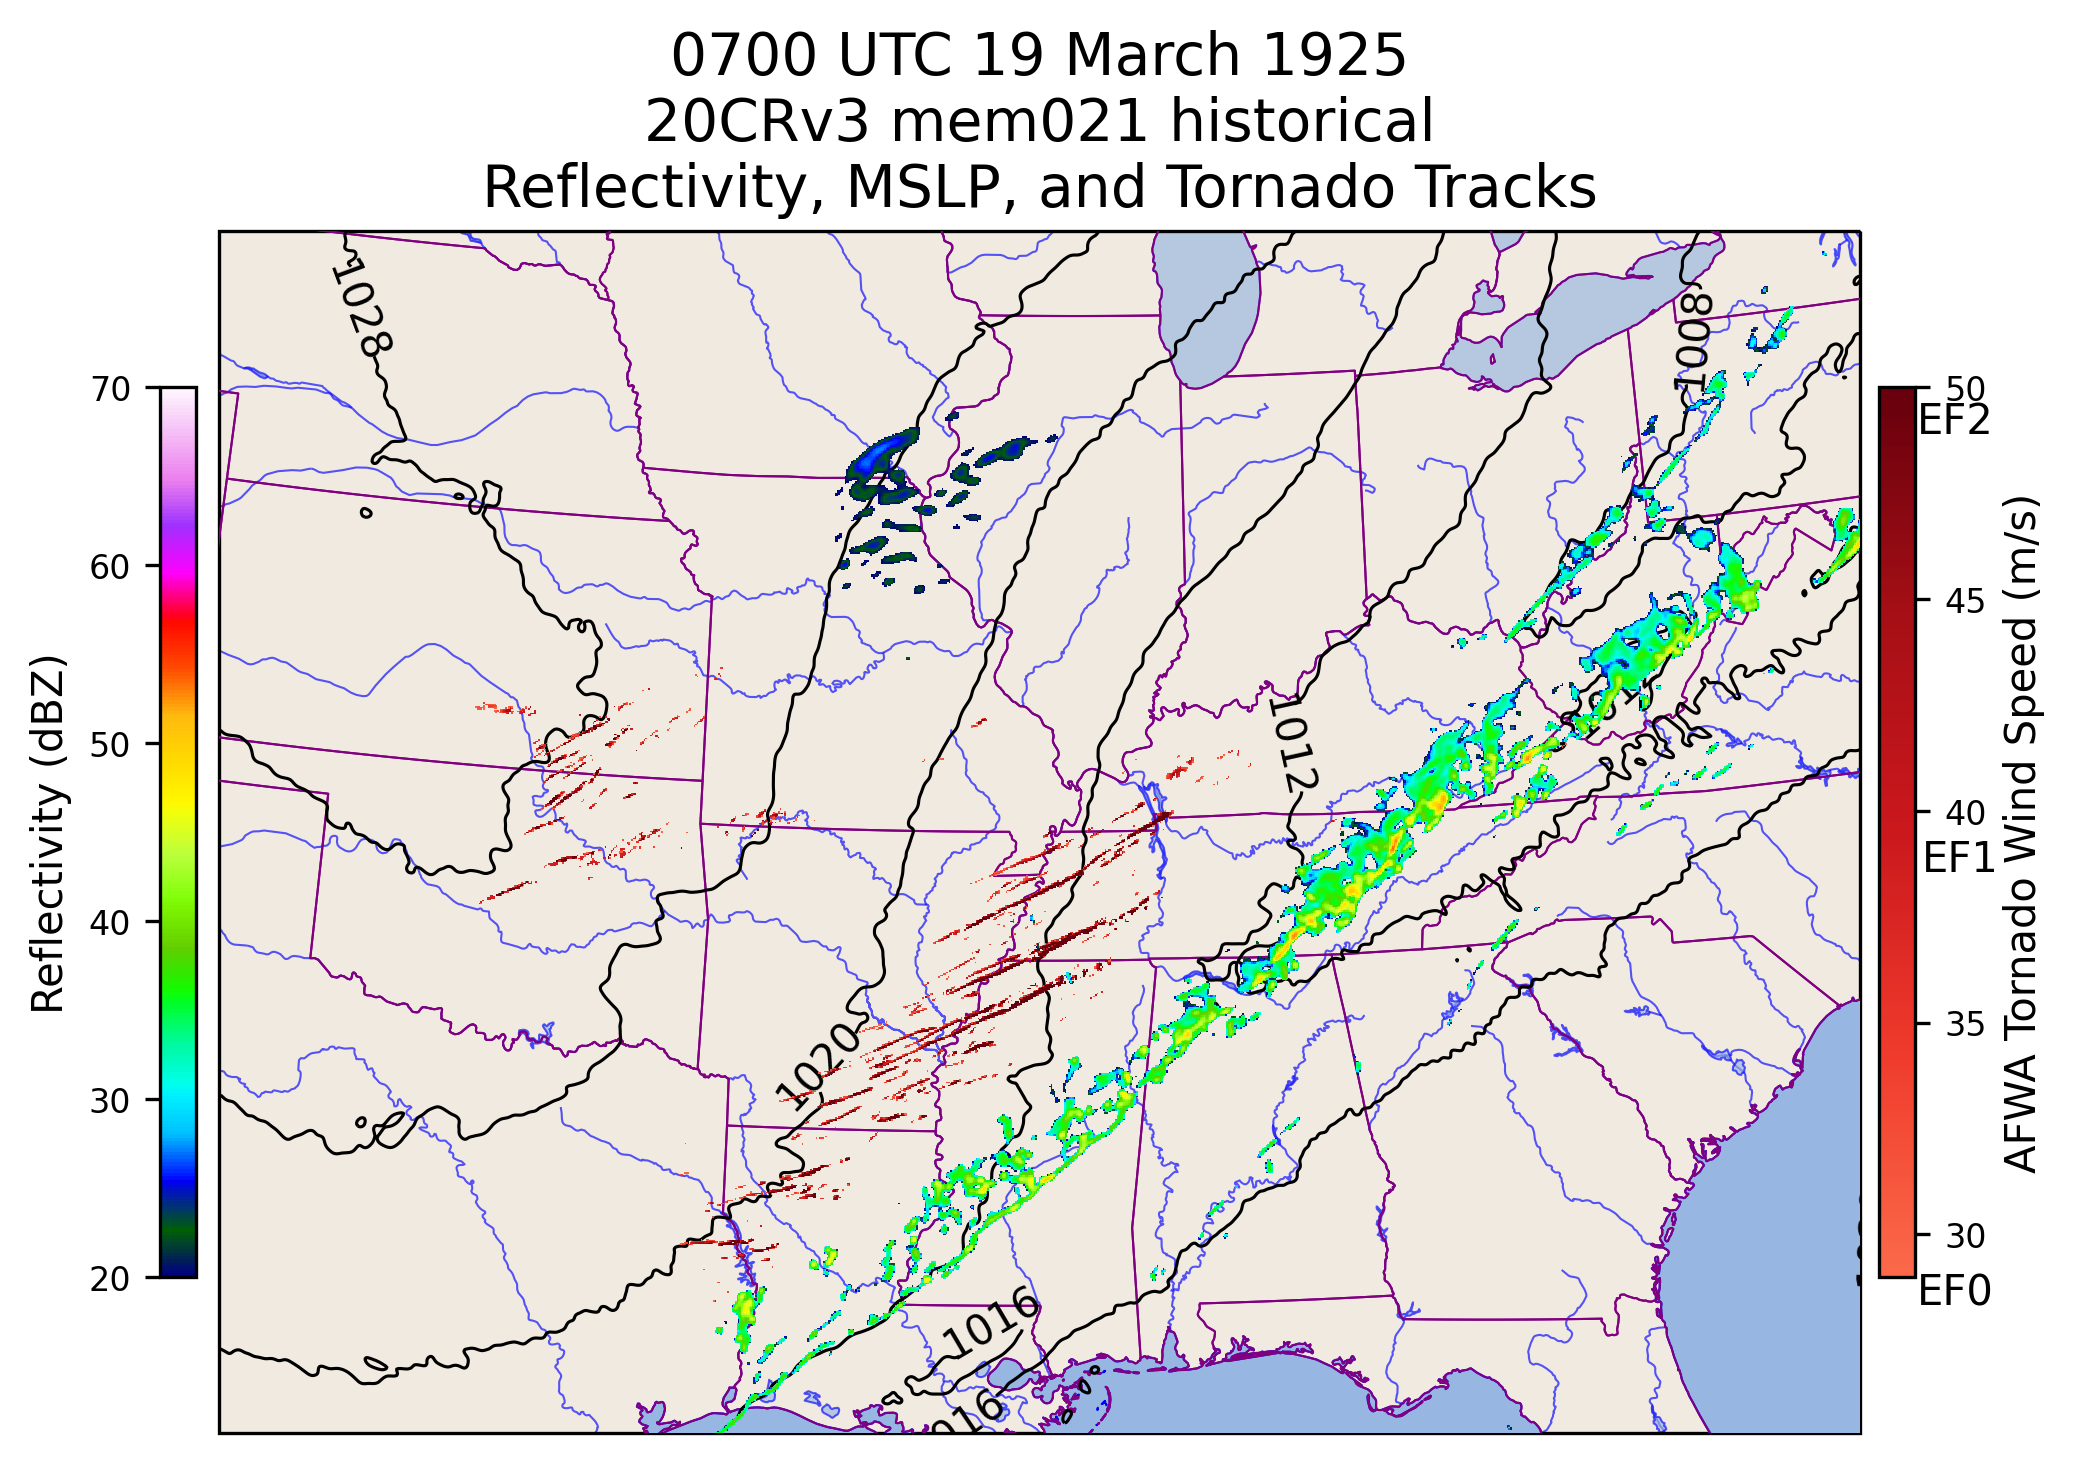 0700 UTC 19 March 1925
20CRv3 mem021 historical
Reflectivity, MSLP, and Tornado Tracks
Reflectivity (dBZ)
70
60
50
40
30
20
1028
1008
1012
1020
1016
50
EF2
45
40
EF1
35
30
EF0
AFWA Tornado Wind Speed (m/s)